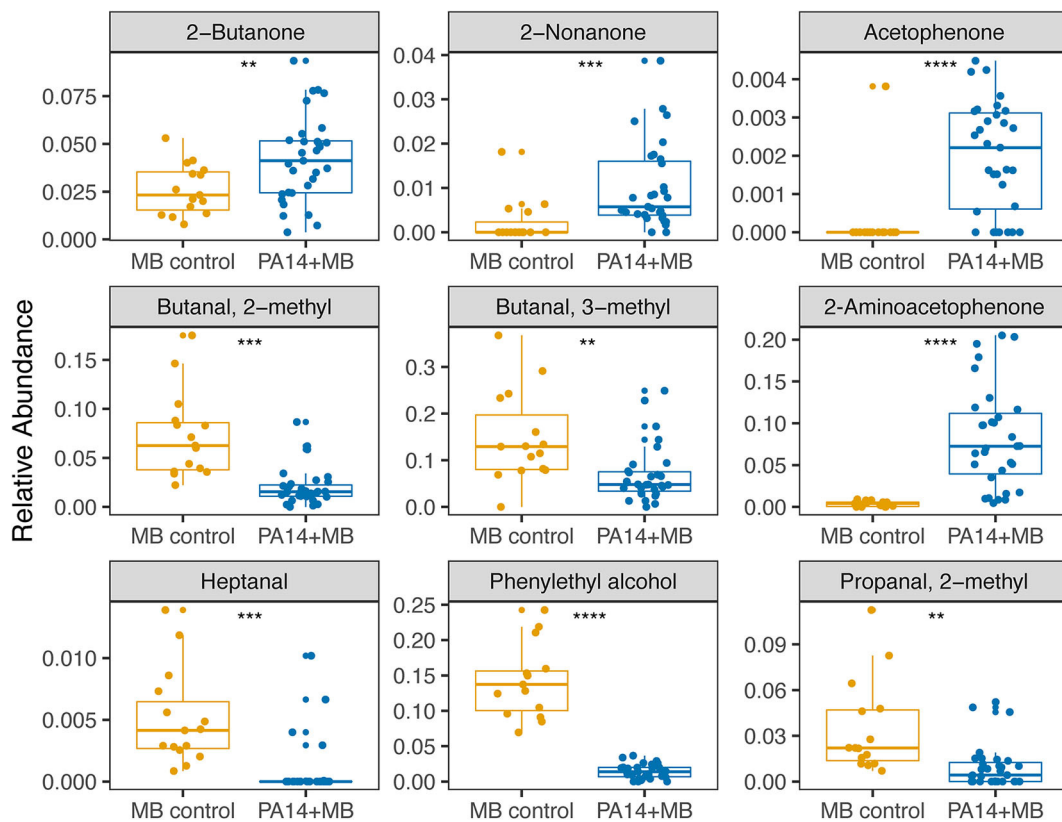 2−Butanone
2−Nonanone
Acetophenone
**
***
****
0.075
0.050
0.025
0.000
0.04
0.03
0.02
0.01
0.00
0.004
0.003
0.002
0.001
0.000
MB control PA14+MB
MB control PA14+MB
MB control PA14+MB
Relative Abundance
Butanal, 2−methyl
Butanal, 3−methyl
2-Aminoacetophenone
***
**
****
0.15
0.10
0.05
0.00
0.3
0.2
0.1
0.0
0.20
0.15
0.10
0.05
0.00
MB control PA14+MB
MB control PA14+MB
MB control PA14+MB
Heptanal
Phenylethyl alcohol
Propanal, 2−methyl
***
****
**
0.010
0.005
0.000
0.25
0.20
0.15
0.10
0.05
0.00
0.09
0.06
0.03
0.00
MB control PA14+MB
MB control PA14+MB
MB control PA14+MB